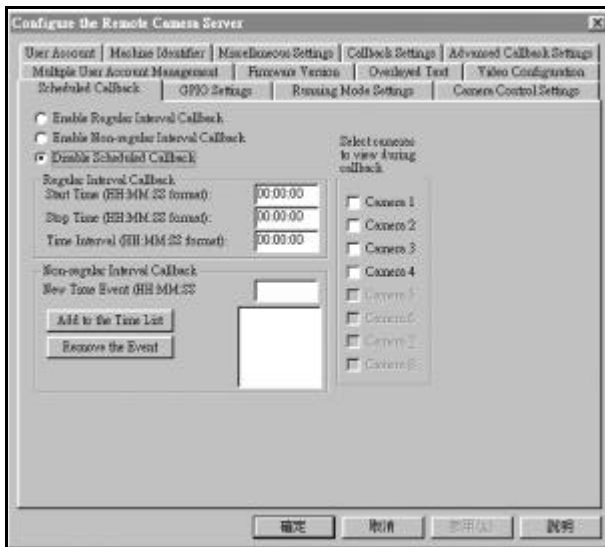 Configure the Remote Camera Server
User Account Machine Identifier Miscellaneous Settings Callback Settings Advanced Callback Settings
Multiple User Account Management Firmware Version Overlayed Text Video Configuration
Scheduled Callback GPIO Settings Running Mode Settings Camera Control Settings
Enable Regular Interval Callback
Enable Non-regular Interval Callback
Disable Scheduled Callback
Regular Interval Callback
Start Time (HH:MM:SS format): 00:00:00
Stop Time (HH:MM:SS format): 00:00:00
Time Interval (HH:MM:SS format): 00:00:00
Non-regular Interval Callback
New Time Event (HH:MM:SS
Add to the Time List
Remove the Event
Select cameras
to view during
callback
Camera 1
Camera 2
Camera 3
Camera 4
Camera 5
Camera 6
Camera 7
Camera 8
確定 取消 套用(A) 說明